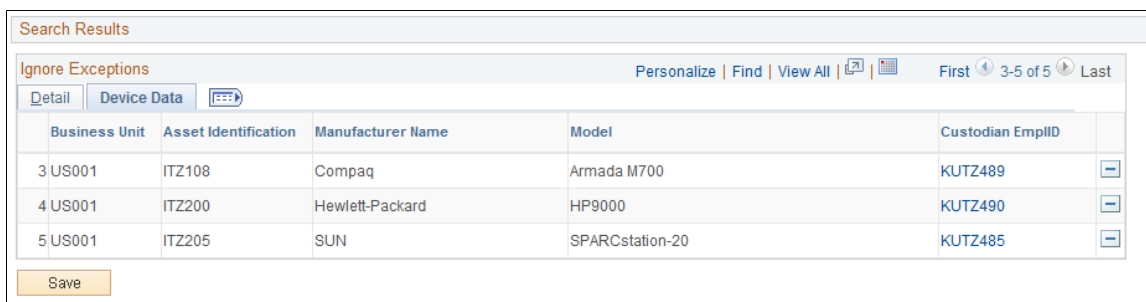 Search Results
Ignore Exceptions Personalize | Find | View All | | First 3-5 of 5 Last
Detail Device Data
Business Unit Asset Identification Manufacturer Name Model Custodian EmplID
3 US001 ITZ108 Compaq Armada M700 KUTZ489
4 US001 ITZ200 Hewlett-Packard HP9000 KUTZ490
5 US001 ITZ205 SUN SPARCstation-20 KUTZ485
Save